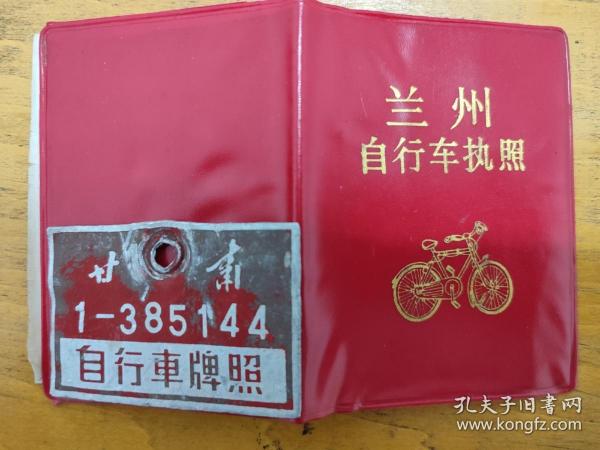 兰州
自行车执照
甘肃
1-385144
自行車牌照
孔夫子旧书网
www.kongfz.com